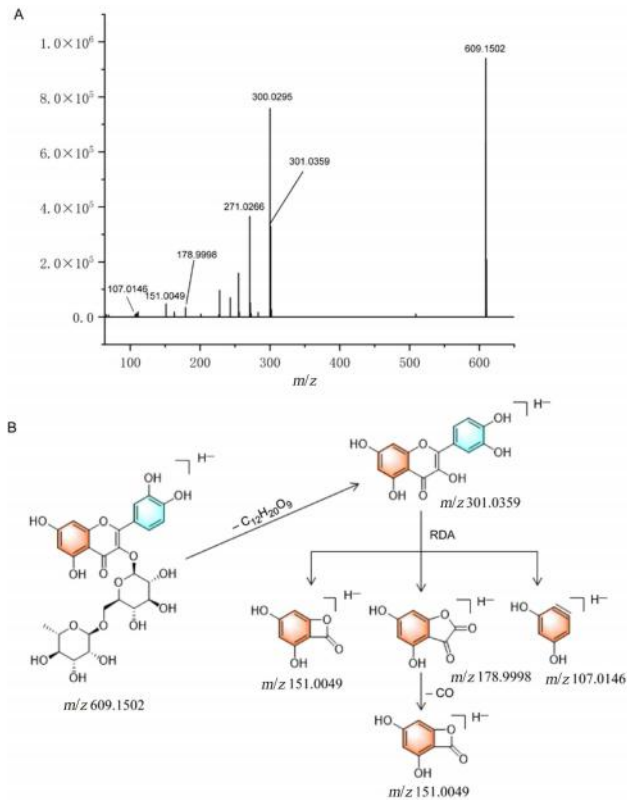 A
1.0×10⁶
8.0×10⁵
6.0×10⁵
4.0×10⁵
2.0×10⁵
0.0
609.1502
300.0295
301.0359
271.0266
178.9998
107.0146
151.0049
100 200 300 400 500 600
m/z
B
H—
OH
OH
HO
O
OH
OH
O
m/z 301.0359
H—
OH
OH
HO
O
OH
O
O
O
OH
OH
OH
O
O
HO
OH
OH
m/z 609.1502
– C₁₂H₂₀O₉
RDA
H—
HO
O
O
OH
m/z 151.0049
H—
HO
O
O
O
OH
m/z 178.9998
H—
HO
OH
m/z 107.0146
– CO
H—
HO
O
O
OH
m/z 151.0049